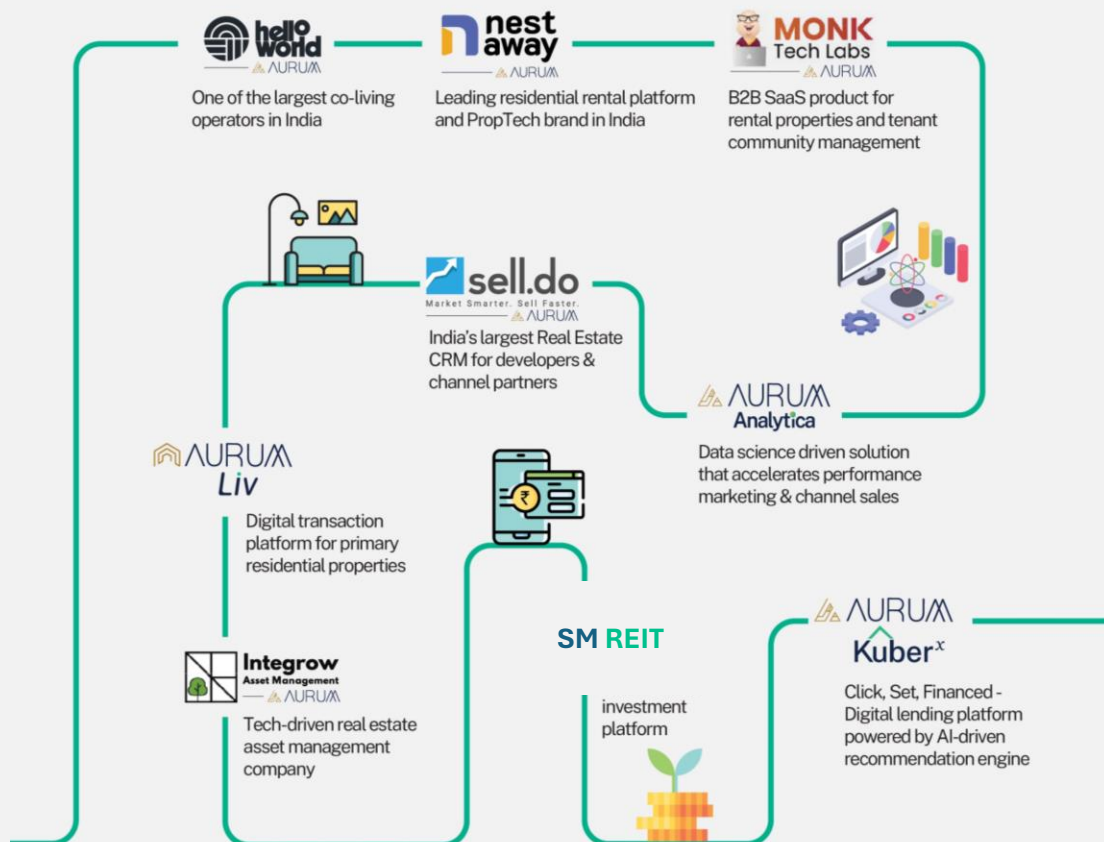 hello
world
AURUM
One of the largest co-living
operators in India
nest
away
AURUM
Leading residential rental platform
and PropTech brand in India
MONK
Tech Labs
AURUM
B2B SaaS product for
rental properties and tenant
community management
sell.do
Market Smarter. Sell Faster.
AURUM
India's largest Real Estate
CRM for developers &
channel partners
AURUM
Analytica
Data science driven solution
that accelerates performance
marketing & channel sales
AURUM
Liv
Digital transaction
platform for primary
residential properties
₹
Integrow
Asset Management
AURUM
Tech-driven real estate
asset management
company
SM REIT
investment
platform
AURUM
Kuber x
Click, Set, Financed -
Digital lending platform
powered by AI-driven
recommendation engine